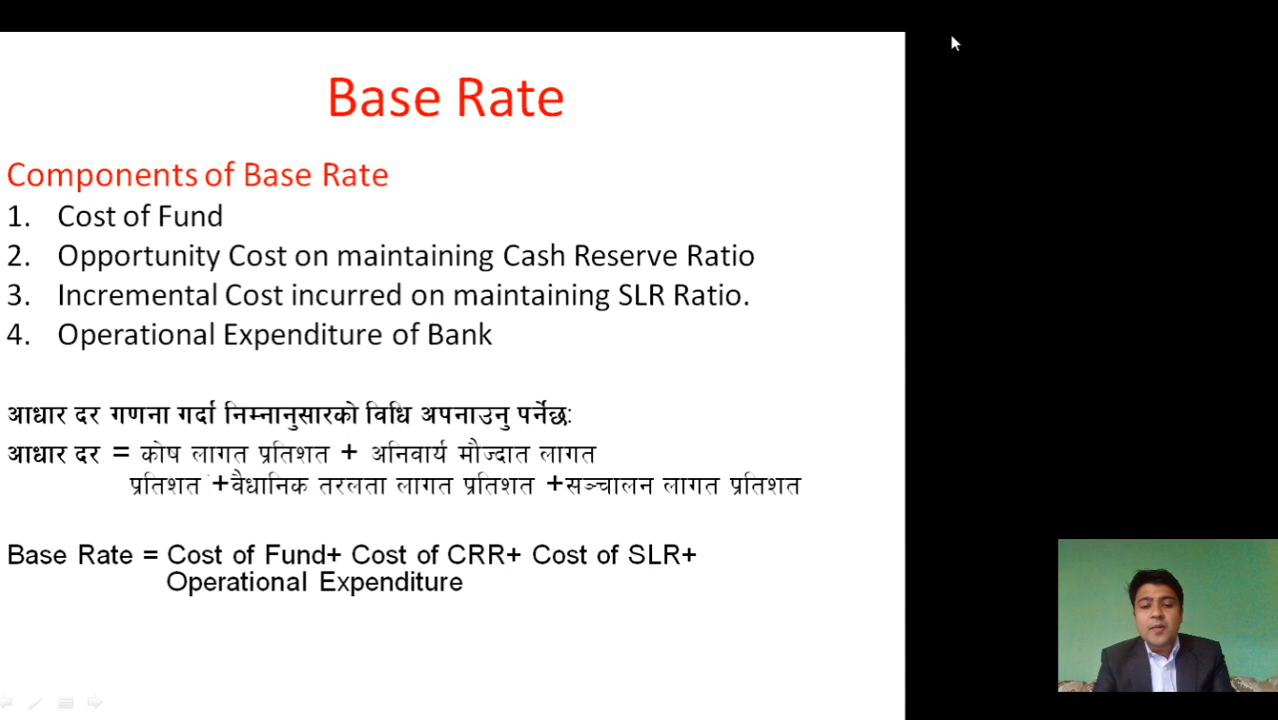 Base Rate
Components of Base Rate
1. Cost of Fund
2. Opportunity Cost on maintaining Cash Reserve Ratio
3. Incremental Cost incurred on maintaining SLR Ratio.
4. Operational Expenditure of Bank
आधार दर गणना गर्दा निम्नानुसारको विधि अपनाउनु पर्नेछ:
आधार दर = कोष लागत प्रतिशत + अनिवार्य मौज्दात लागत
प्रतिशत +वैधानिक तरलता लागत प्रतिशत +सञ्चालन लागत प्रतिशत
Base Rate = Cost of Fund+ Cost of CRR+ Cost of SLR+
Operational Expenditure